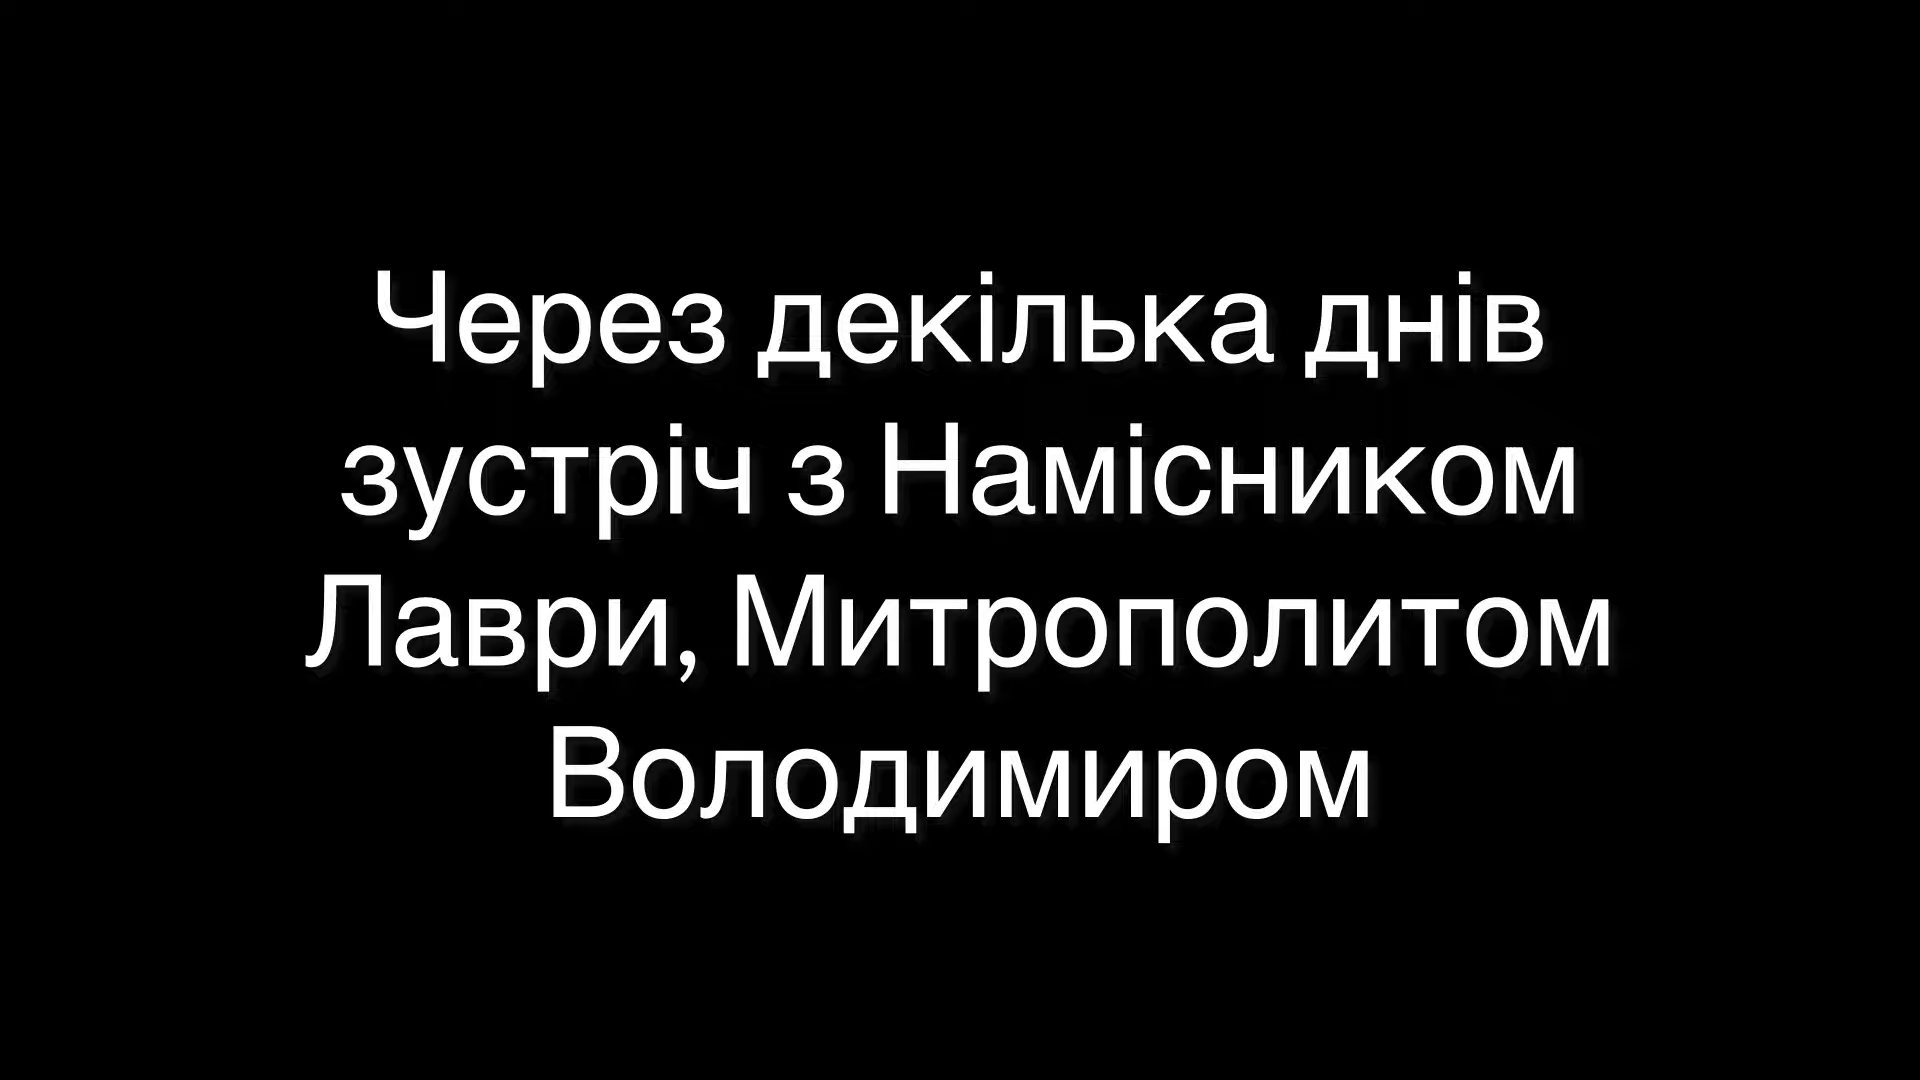 Через декілька днів
зустріч з Намісником
Лаври, Митрополитом
Володимиром